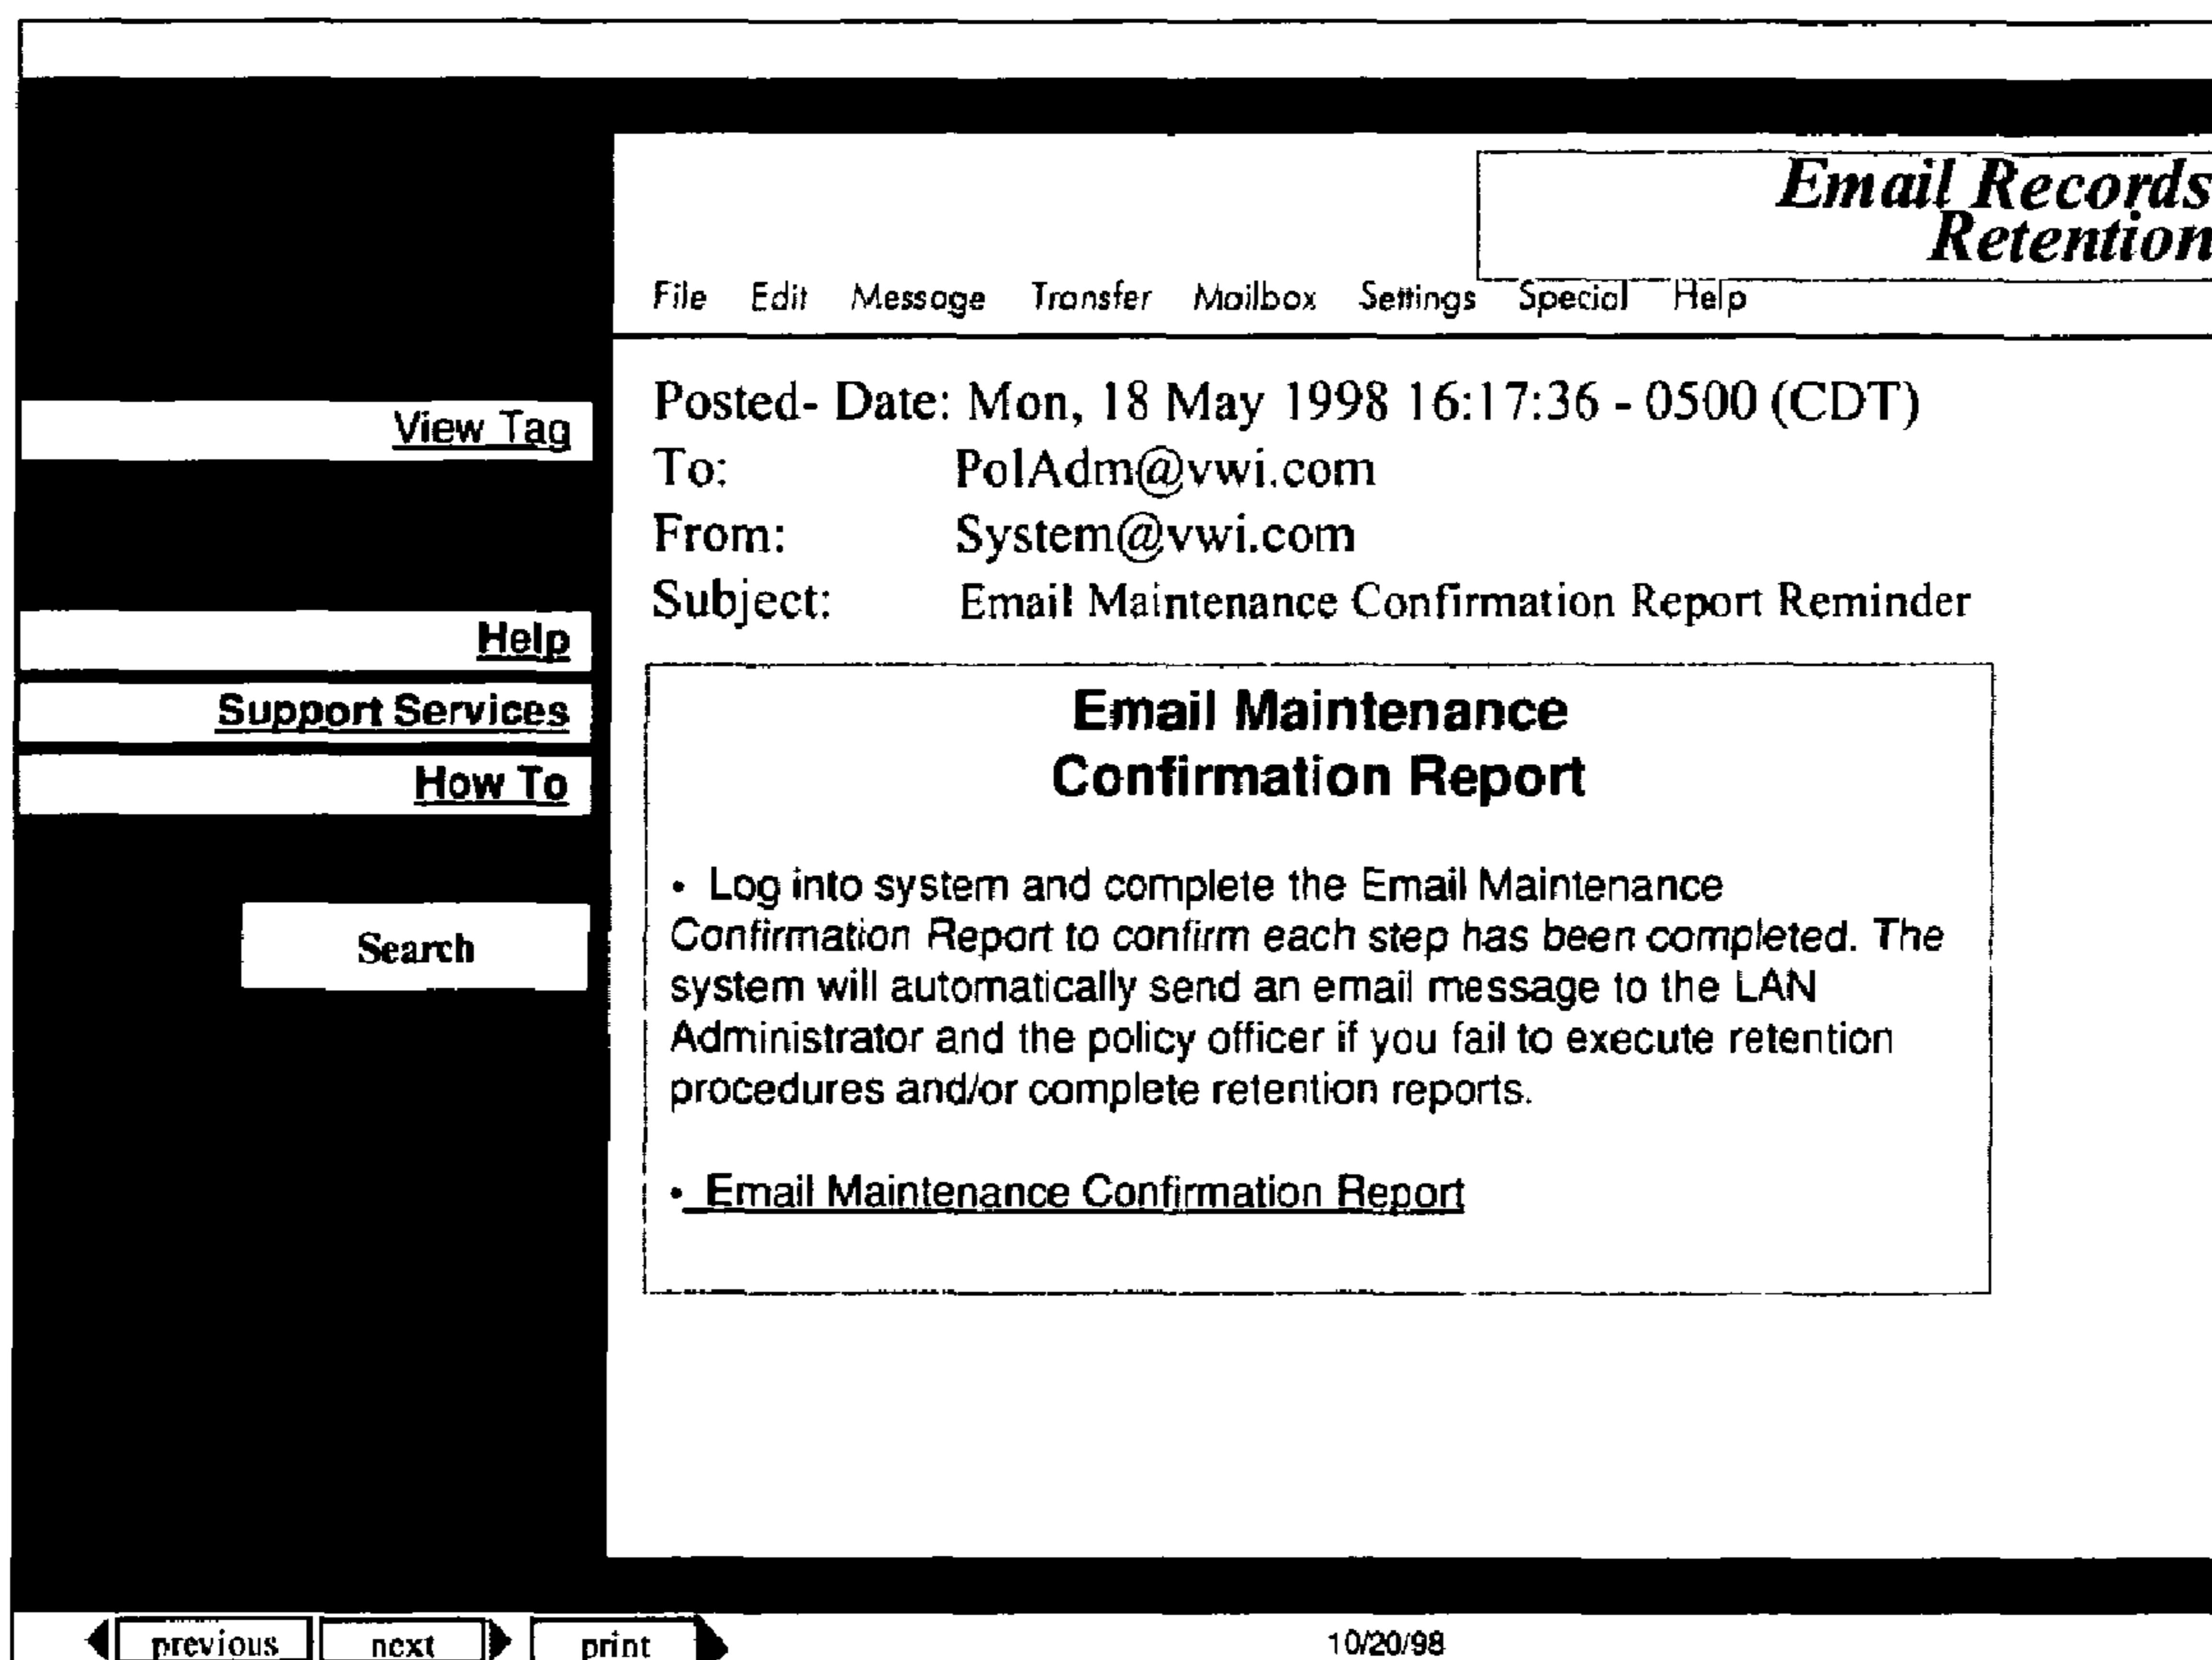 Email Records
Retention
File Edit Message Transfer Mailbox Settings Special Help
View Tag
Help
Support Services
How To
Search
Posted- Date: Mon, 18 May 1998 16:17:36 - 0500 (CDT)
To: PolAdm@vwi.com
From: System@vwi.com
Subject: Email Maintenance Confirmation Report Reminder
Email Maintenance
Confirmation Report
• Log into system and complete the Email Maintenance
Confirmation Report to confirm each step has been completed. The
system will automatically send an email message to the LAN
Administrator and the policy officer if you fail to execute retention
procedures and/or complete retention reports.
• Email Maintenance Confirmation Report
previous next print 10/20/98